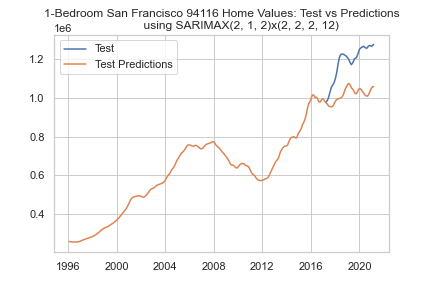 1-Bedroom San Francisco 94116 Home Values: Test vs Predictions
using SARIMAX(2, 1, 2)x(2, 2, 2, 12)
1e6
Test
Test Predictions
1.2
1.0
0.8
0.6
0.4
1996 2000 2004 2008 2012 2016 2020